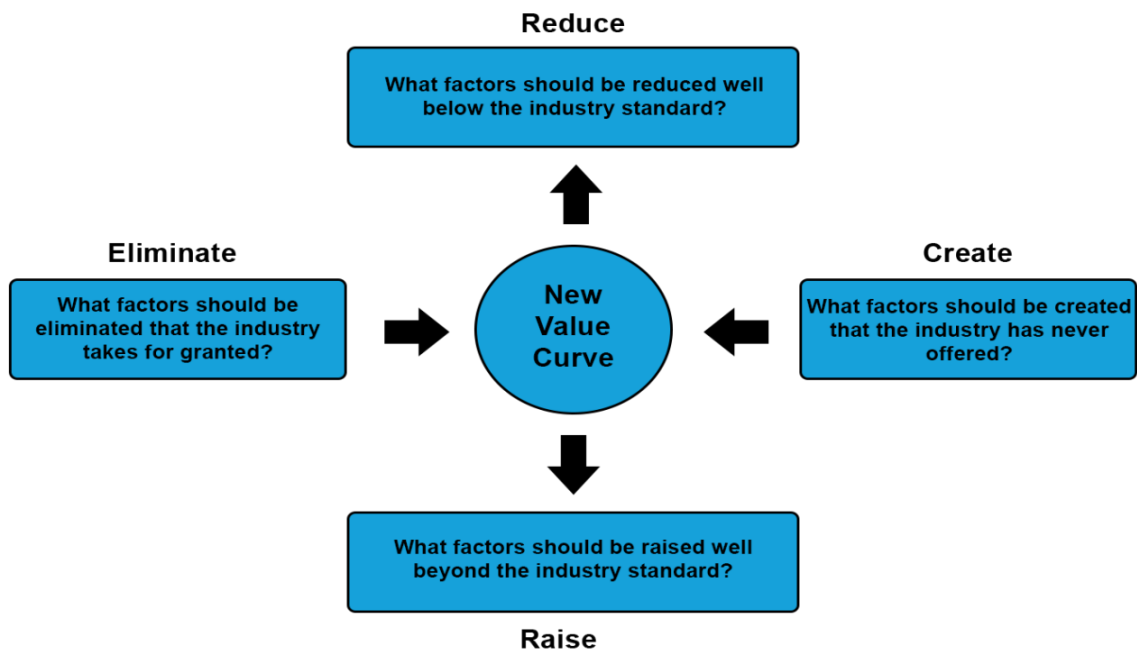 Reduce
What factors should be reduced well
below the industry standard?
Eliminate
What factors should be
eliminated that the industry
takes for granted?
New
Value
Curve
Create
What factors should be created
that the industry has never
offered?
What factors should be raised well
beyond the industry standard?
Raise